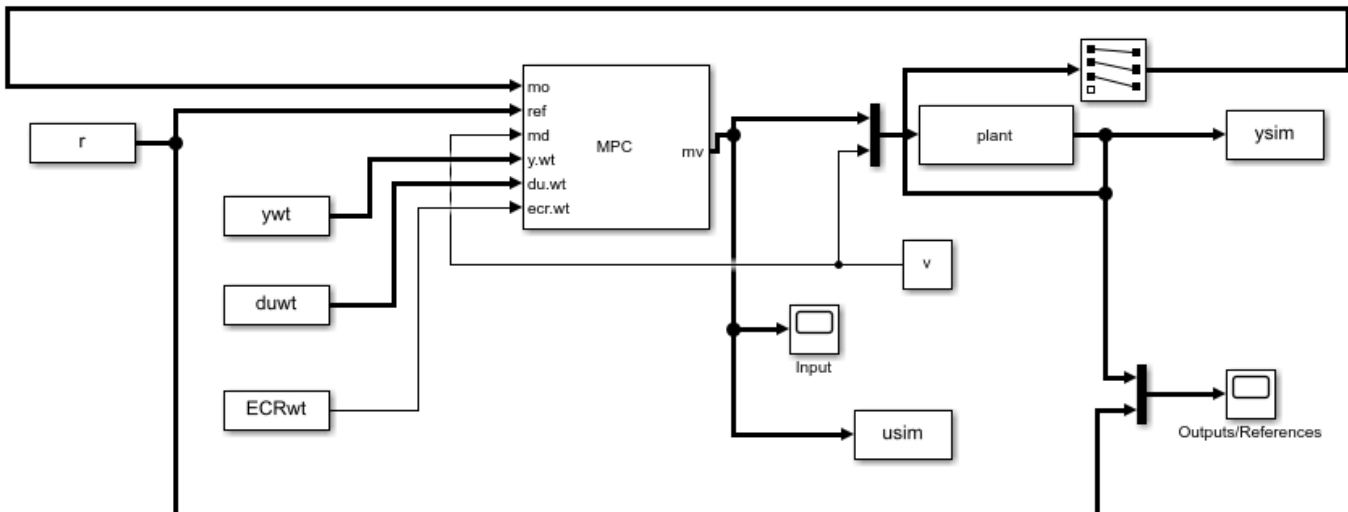 mo
ref
md
y.wt
du.wt
ecr.wt
MPC
mv
r
ywt
duwt
ECRwt
plant
ysim
v
Input
usim
Outputs/References